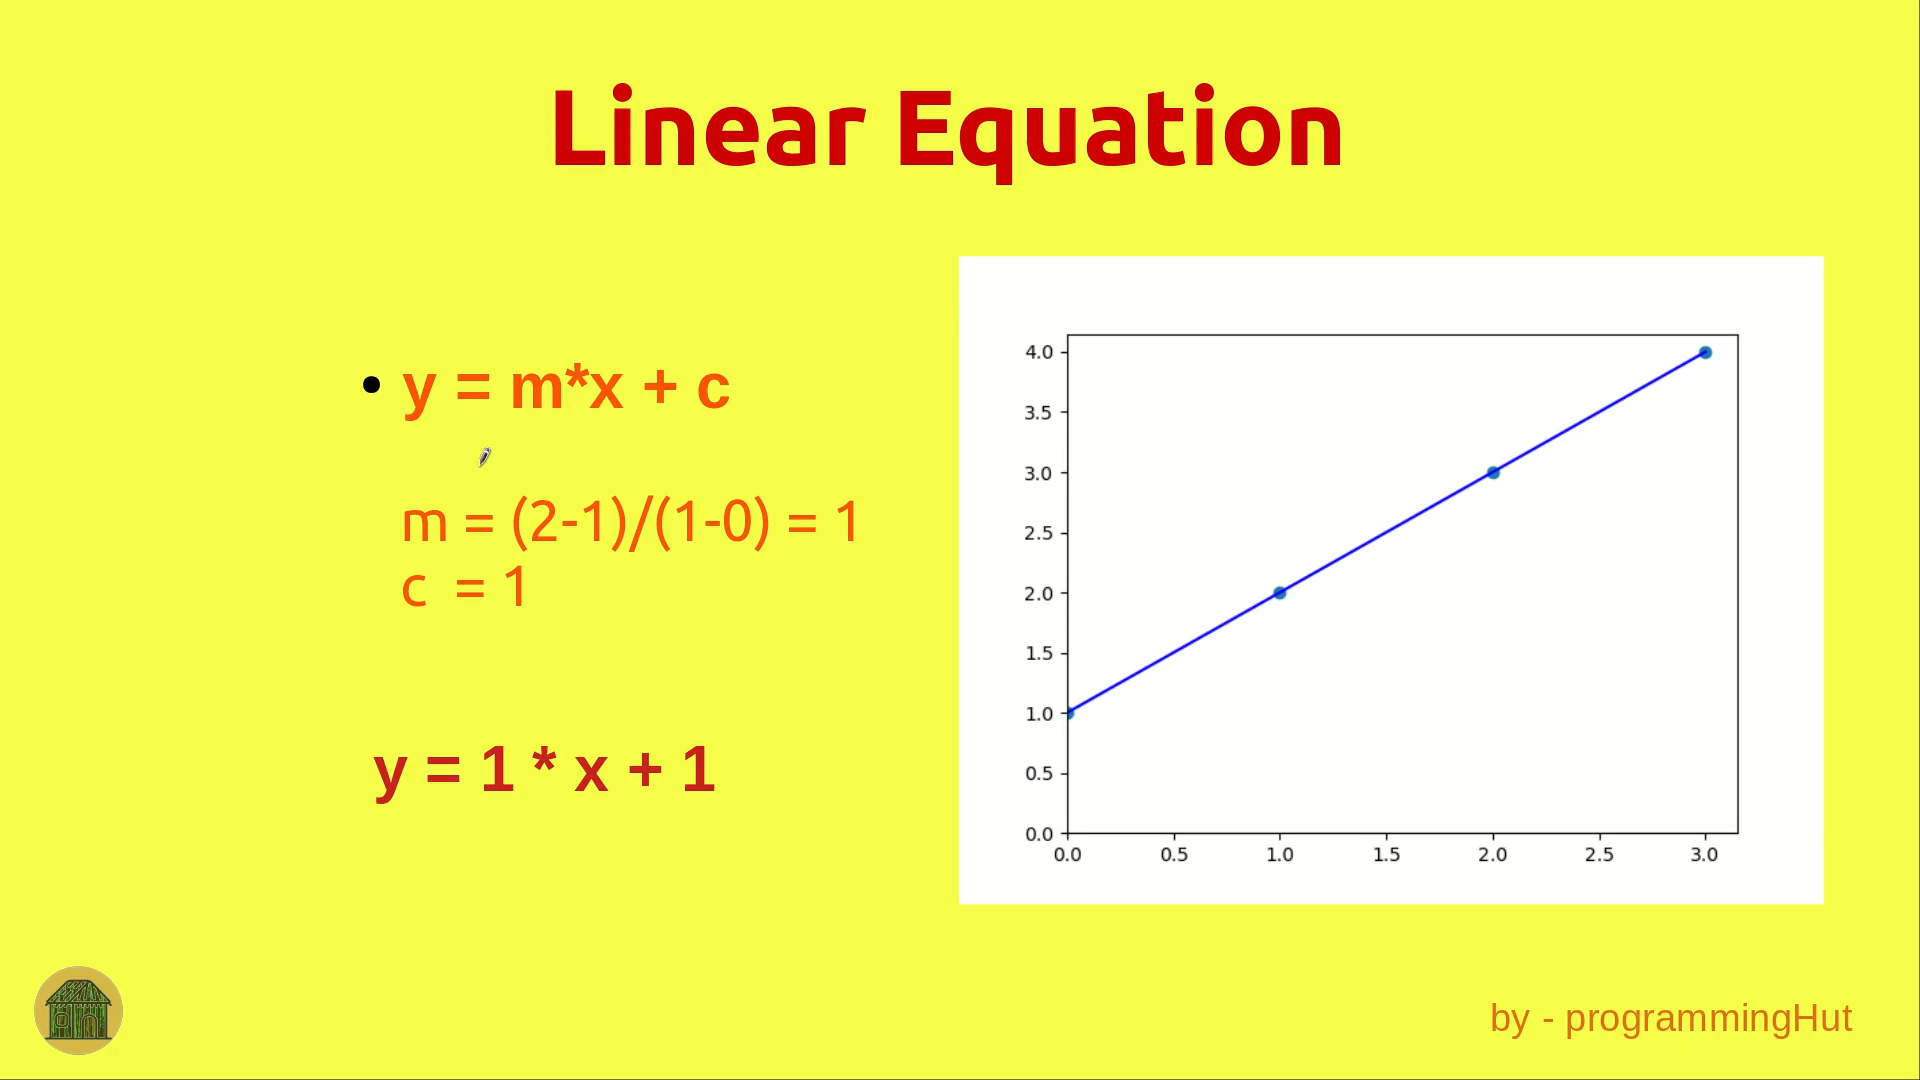 Linear Equation
• y = m*x + c
m = (2-1)/(1-0) = 1
c = 1
y = 1 * x + 1
4.0
3.5
3.0
2.5
2.0
1.5
1.0
0.5
0.0
0.0 0.5 1.0 1.5 2.0 2.5 3.0
by - programmingHut